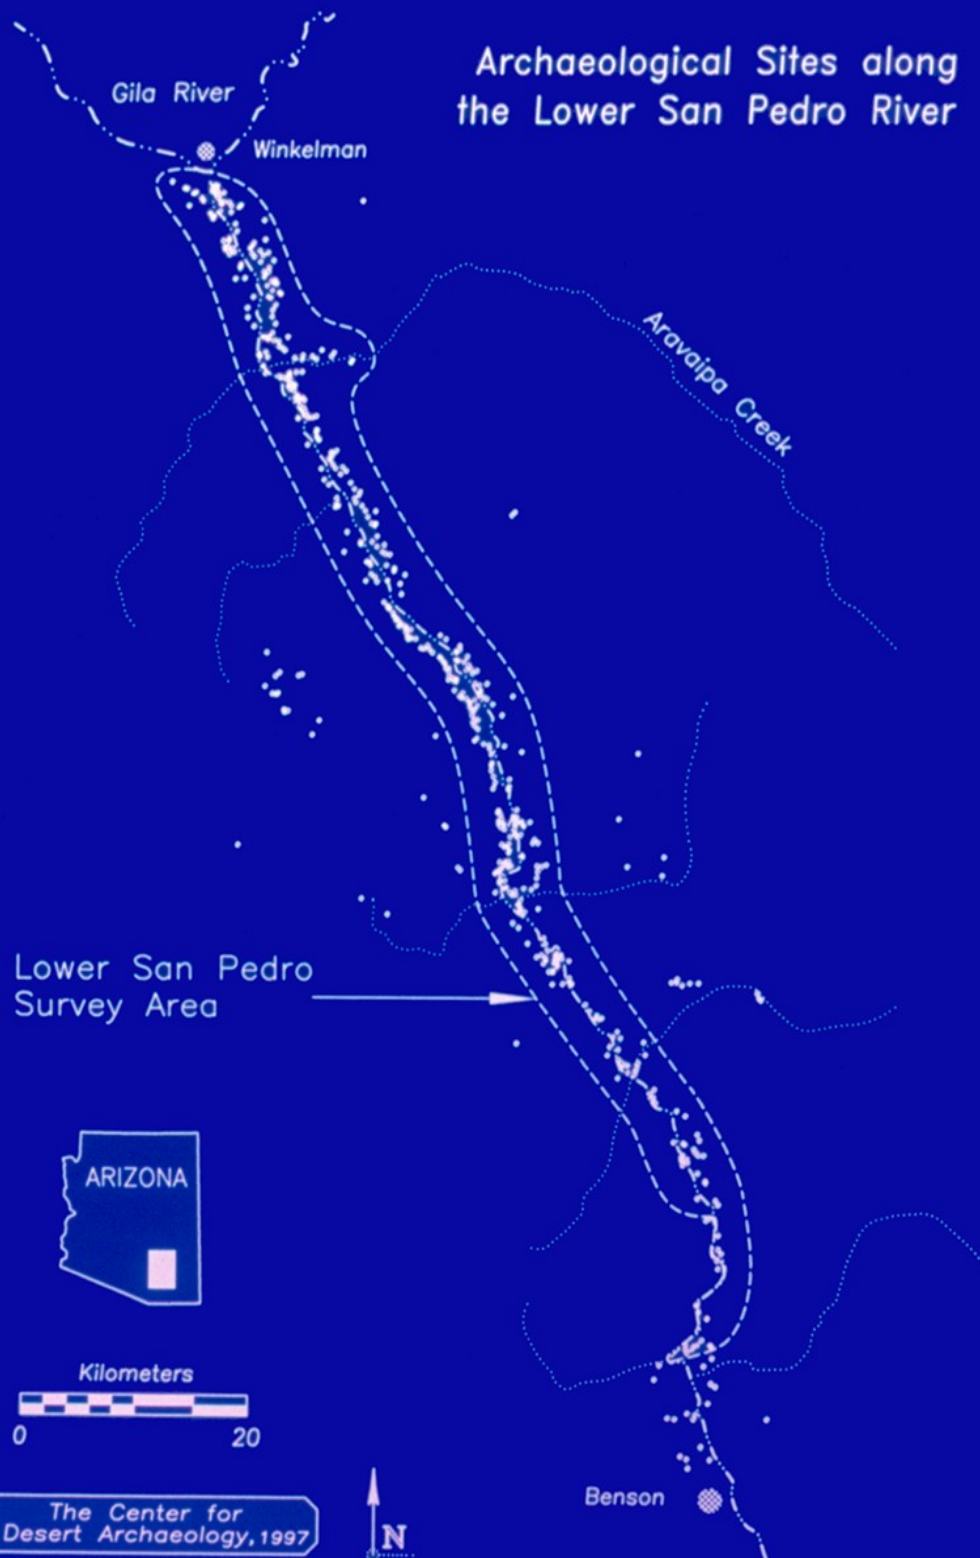 Archaeological Sites along
the Lower San Pedro River
Gila River
Winkelman
Aravaipa Creek
Lower San Pedro
Survey Area
ARIZONA
Kilometers
0 20
Benson
The Center for
Desert Archaeology, 1997
N